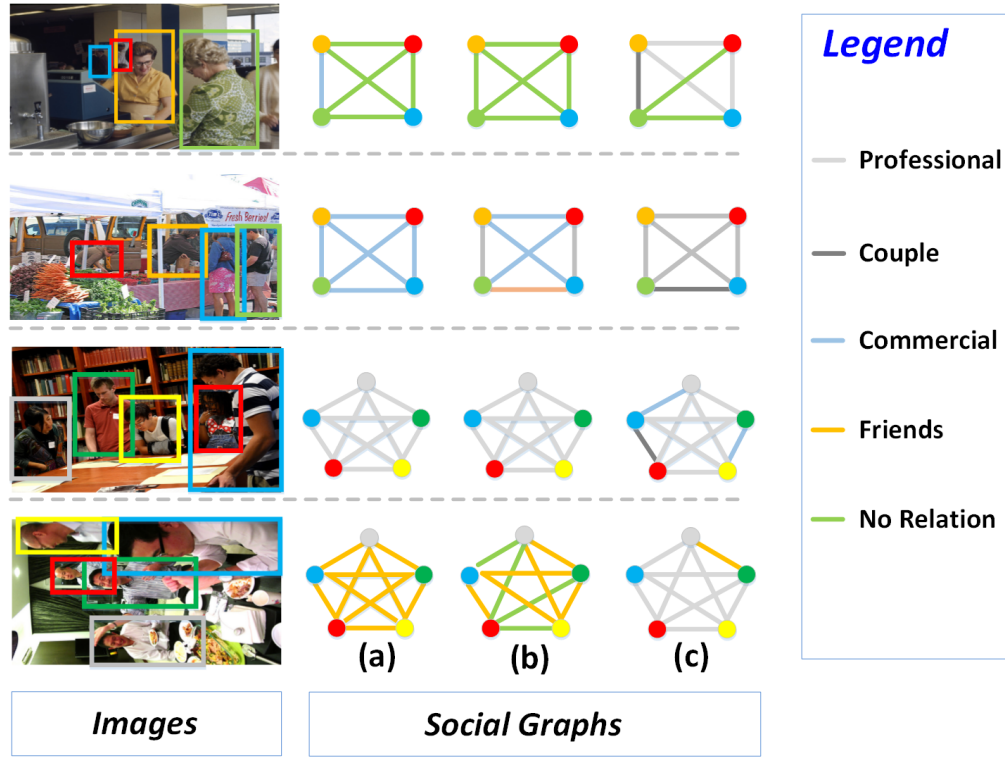 Fresh Berries!
(a)
(b)
(c)
Images
Social Graphs
Legend
Professional
Couple
Commercial
Friends
No Relation